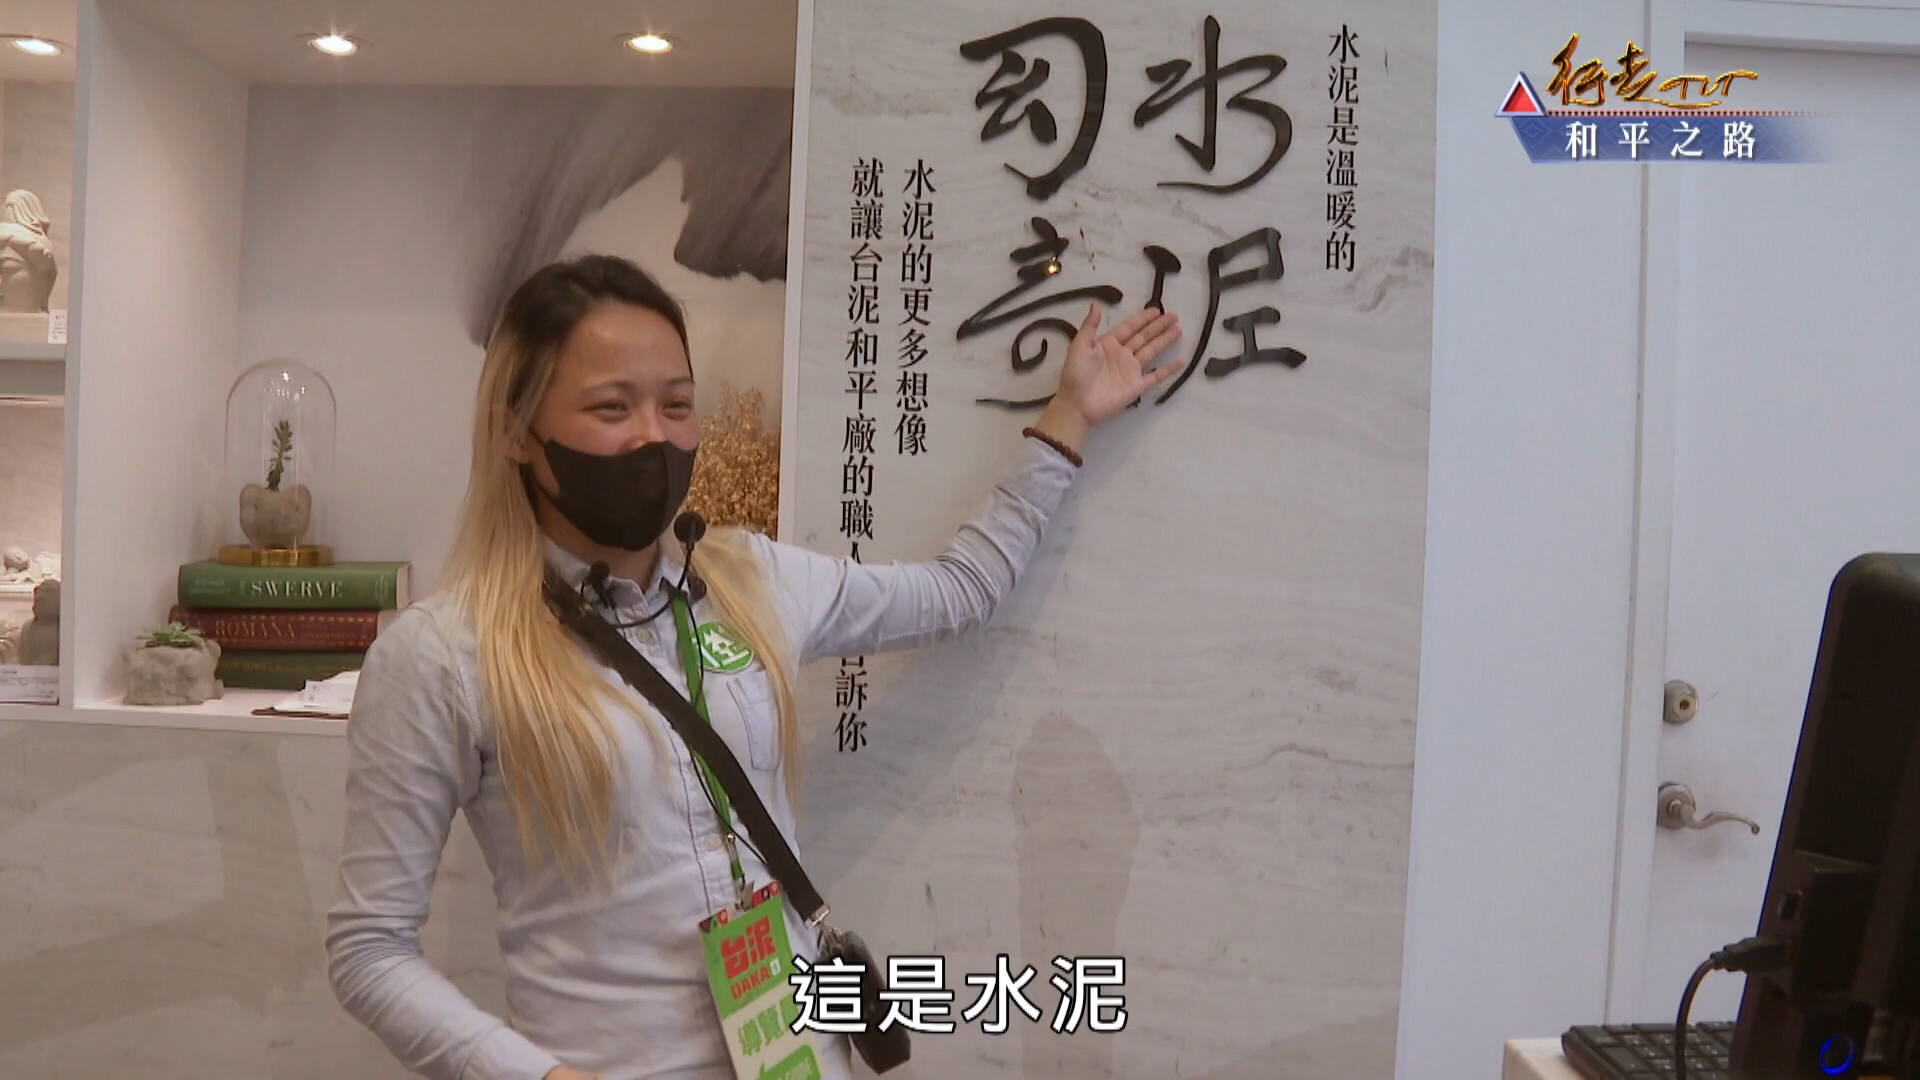 行走TIT
和平之路
水泥是溫暖的
水泥
水泥的更多想像
就讓台泥和平廠的職人
告訴你
SWERVE
ROMANA
台泥
DAKA
導覽
這是水泥